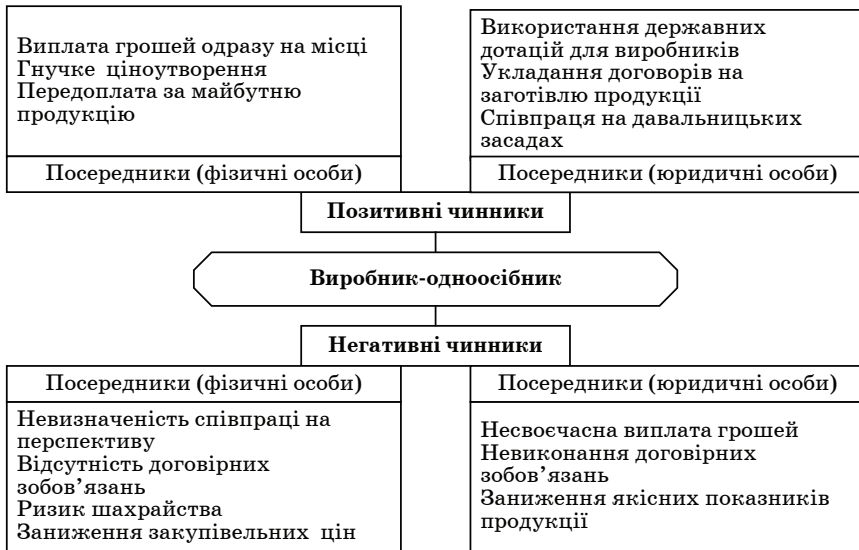 Виплата грошей одразу на місці
Гнучке ціноутворення
Передоплата за майбутню
продукцію
Посередники (фізичні особи)
Використання державних
дотацій для виробників
Укладання договорів на
заготівлю продукції
Співпраця на давальницьких
засадах
Посередники (юридичні особи)
Позитивні чинники
Виробник-одноосібник
Негативні чинники
Посередники (фізичні особи)
Невизначеність співпраці на
перспективу
Відсутність договірних
зобов’язань
Ризик шахрайства
Заниження закупівельних цін
Посередники (юридичні особи)
Несвоєчасна виплата грошей
Невиконання договірних
зобов’язань
Заниження якісних показників
продукції